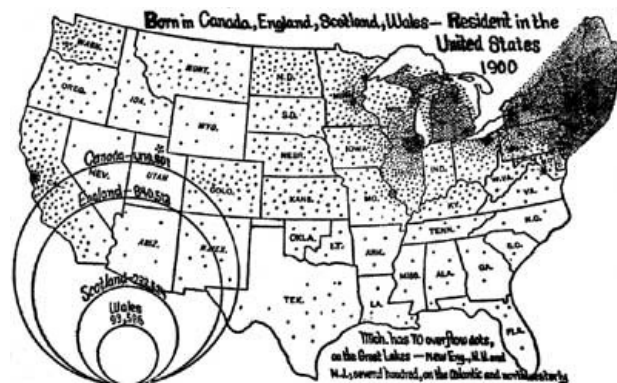 Born in Canada, England, Scotland, Wales— Resident in the
United States
1900
WASH.
MONT.
N.D.
OREG.
IDA.
S.D.
WYO.
NEBR.
IOWA
NEV.
UTAH
COLO.
KANS.
MO.
IND.
W.VA.
VA.
KY.
ARIZ.
N.MEX.
OKLA.
I.T.
ARK.
TENN.
N.C.
S.C.
TEX.
LA.
MISS.
ALA.
GA.
FLA.
Canada—
England—840,513
Scotland—
Wales
93,586
Mich. has 70 overflow dots,
on the Great Lakes — New Eng., N.Y. and
N.J., several hundred, on the Atlantic and